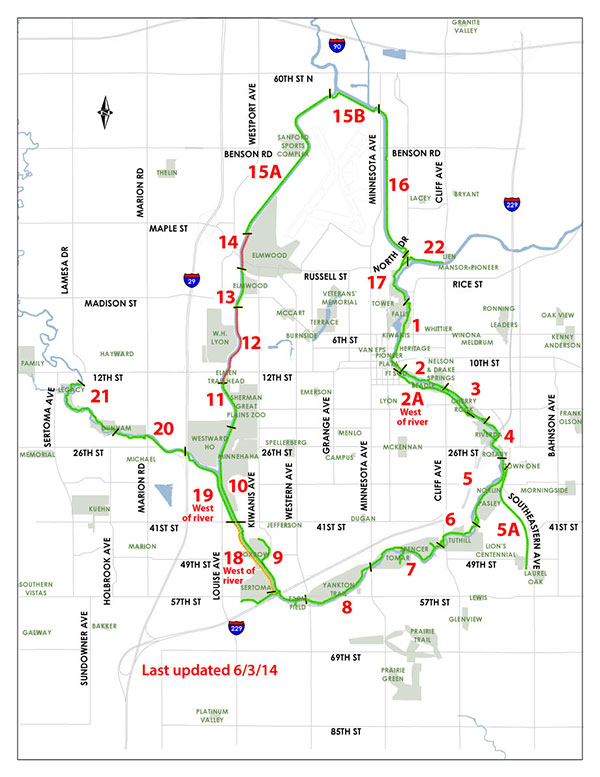 GRANITE
VALLEY
90
60TH ST N
15B
WESTPORT AVE
SANFORD
SPORTS
COMPLEX
BENSON RD
15A
MINNESOTA AVE
BENSON RD
CLIFF AVE
16
THELIN
MARION RD
LACEY
BRYANT
229
MAPLE ST
14
LAMESA DR
ELMWOOD
NORTH DR
22
LIEN
MANSOR-PIONEER
29
RUSSELL ST
17
RICE ST
ELMWOOD
VETERANS'
MEMORIAL
MADISON ST
13
TOWER
FALLS
MCCART
TERRACE
1
RONNING
LEADERS
OAK VIEW
W.H.
LYON
12
BURNSIDE
6TH ST
KIWANIS
WHITTIER
WINONA
MELDRUM
KENNY
ANDERSON
HAYWARD
VAN EPS
HERITAGE
PIONEER
PLAZA
FT SOD
10TH ST
FAMILY
12TH ST
ELMEN
TRAILHEAD
12TH ST
2
NELSON
& DRAKE
SPRINGS
BEADLE
3
LEGACY
21
11
SHERMAN
GREAT
PLAINS ZOO
EMERSON
LYON
2A
West
of river
CHERRY
ROCK
SERTOMA AVE
GRANGE AVE
BAHNSON AVE
FRANK
OLSON
DUNHAM
20
WESTWARD
HO
MENLO
RIVERDALE
4
SPELLERBERG
MCKENNAN
MEMORIAL
26TH ST
MICHAEL
MINNEHAHA
26TH ST
CAMPUS
26TH ST
ROTARY
TOWN ONE
MARION RD
19
West
of river
10
KIWANIS AVE
WESTERN AVE
MINNESOTA AVE
CLIFF AVE
5
NORLIN
MORNINGSIDE
PASLEY
KUEHN
41ST ST
JEFFERSON
41ST ST
DUGAN
6
SOUTHEASTERN AVE
5A
41ST ST
HOLBROOK AVE
MARION
LOUISE AVE
18
West of
river
OXBOW
9
49TH ST
SPENCER
TUTHILL
LION'S
CENTENNIAL
TOMAR
7
49TH ST
SERTOMA
YANKTON
TRAIL
LAUREL
OAK
SOUTHERN
VISTAS
57TH ST
FARM
FIELD
8
57TH ST
LEWIS
SUNDOWNER AVE
BAKKER
GLENVIEW
GALWAY
229
PRAIRIE
TRAIL
69TH ST
Last updated 6/3/14
PRAIRIE
GREEN
PLATINUM
VALLEY
85TH ST